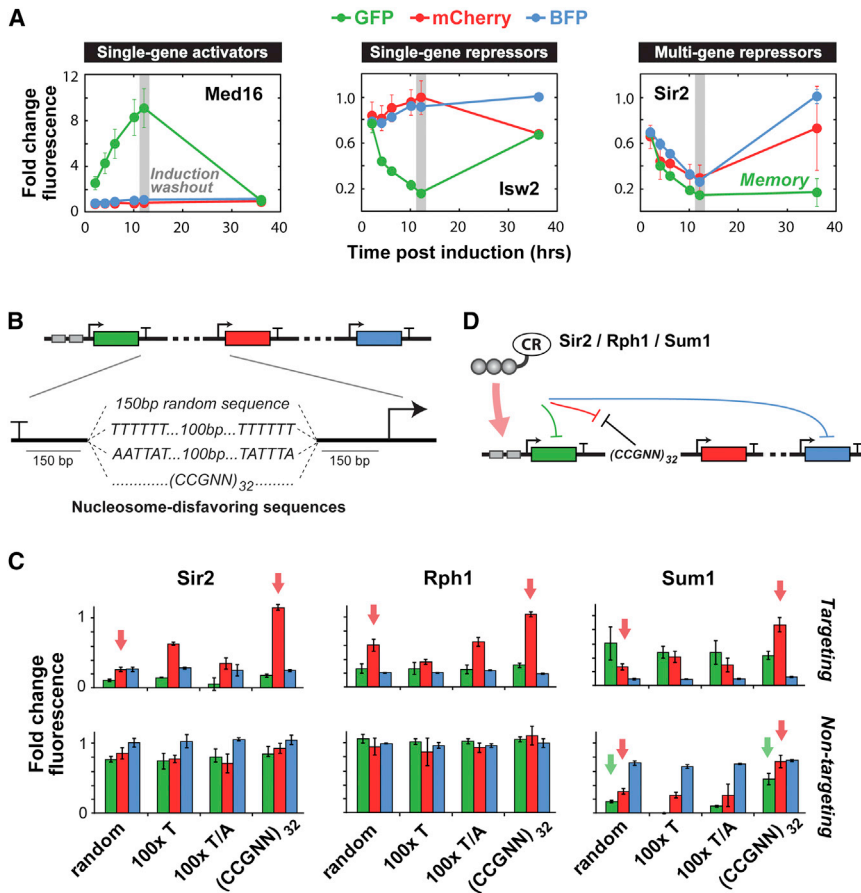 A
GFP mCherry BFP
Single-gene activators
Single-gene repressors
Multi-gene repressors
Fold change
fluorescence
12
8
4
0
Med16
Induction
washout
0 10 20 30 40
1.0
0.6
0.2
Isw2
0 10 20 30 40
1.0
0.6
0.2
Sir2
Memory
0 10 20 30 40
Time post induction (hrs)
B
150bp random sequence
TTTTTT...100bp...TTTTTT
AATTAT...100bp...TATTTA
............(CCGNN)32.........
150 bp
150 bp
Nucleosome-disfavoring sequences
D
CR
Sir2 / Rph1 / Sum1
(CCGNN)32
C
Sir2
Rph1
Sum1
Fold change
fluorescence
1
0
1
0
Targeting
Non-targeting
random
100x T
100x T/A
(CCGNN)32
random
100x T
100x T/A
(CCGNN)32
random
100x T
100x T/A
(CCGNN)32